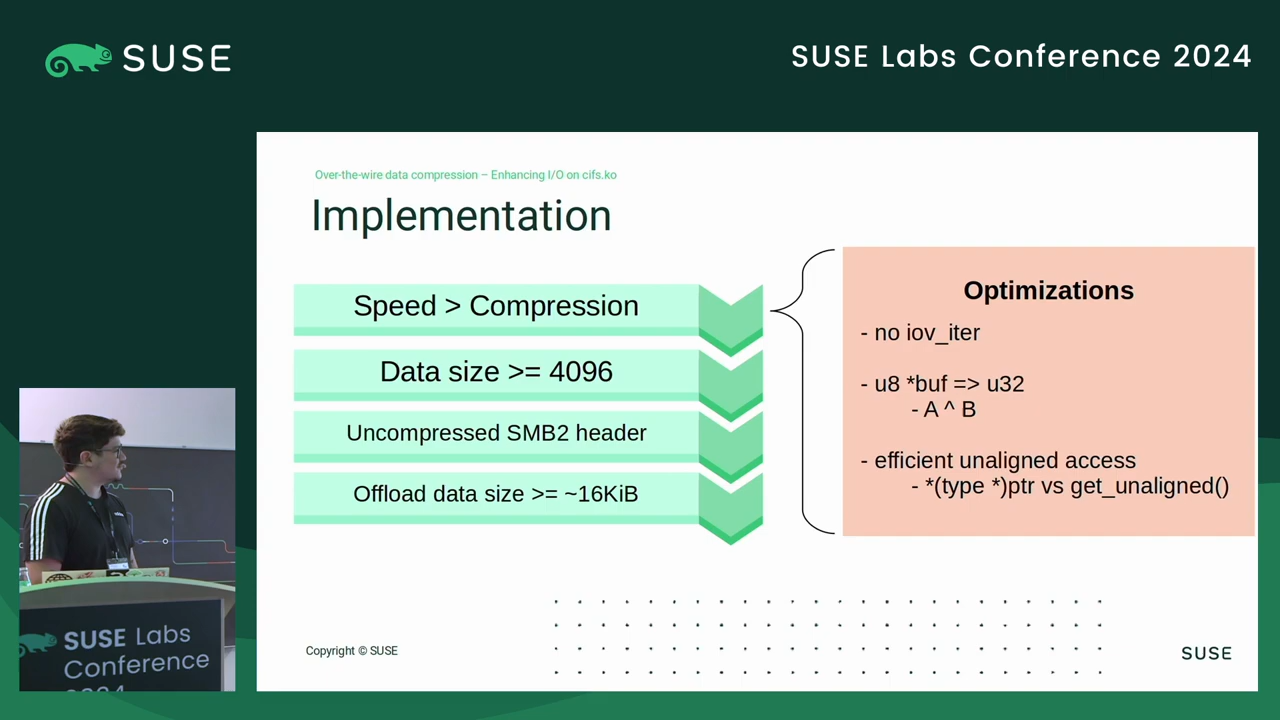 SUSE
SUSE Labs Conference 2024
Over-the-wire data compression – Enhancing I/O on cifs.ko
Implementation
Speed > Compression
Data size >= 4096
Uncompressed SMB2 header
Offload data size >= ~16KiB
Optimizations
- no iov_iter
- u8 *buf => u32
- A ^ B
- efficient unaligned access
- *(type *)ptr vs get_unaligned()
Copyright © SUSE
SUSE
SUSE Labs
Conference
2024